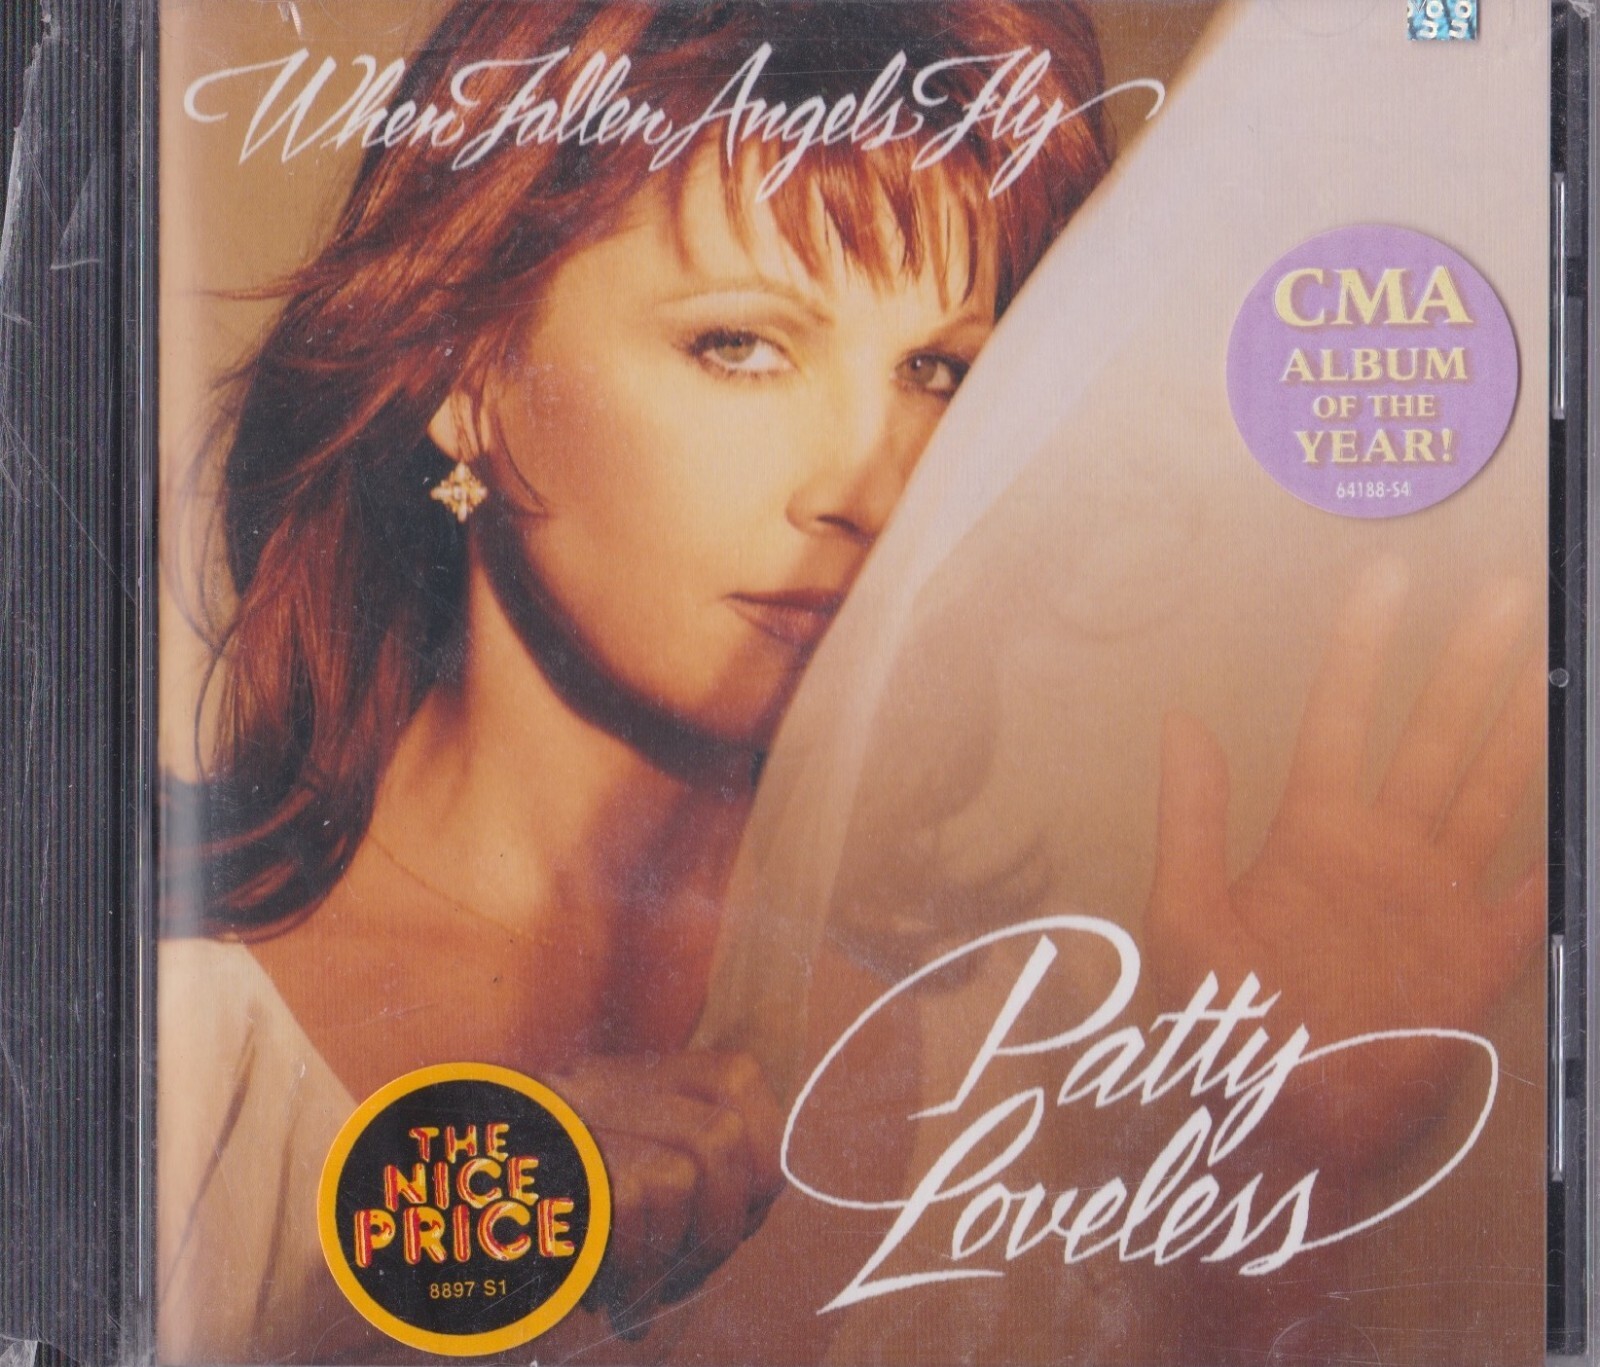 When Fallen Angels Fly
CMA
ALBUM
OF THE
YEAR!
64188-S4
Patty
Loveless
THE
NICE
PRICE
8897 S1